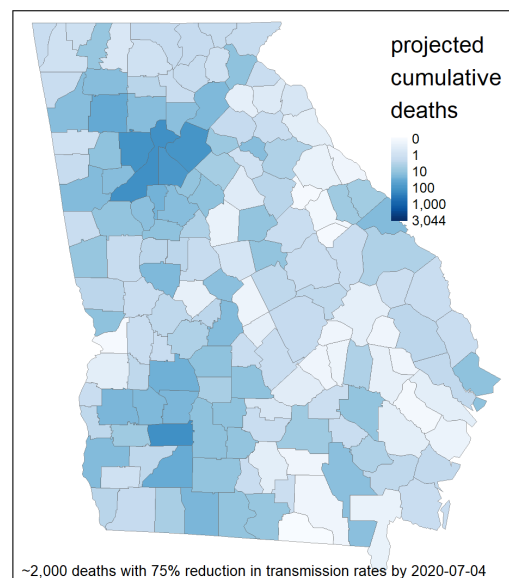 projected
cumulative
deaths
0
1
10
100
1,000
3,044
~2,000 deaths with 75% reduction in transmission rates by 2020-07-04